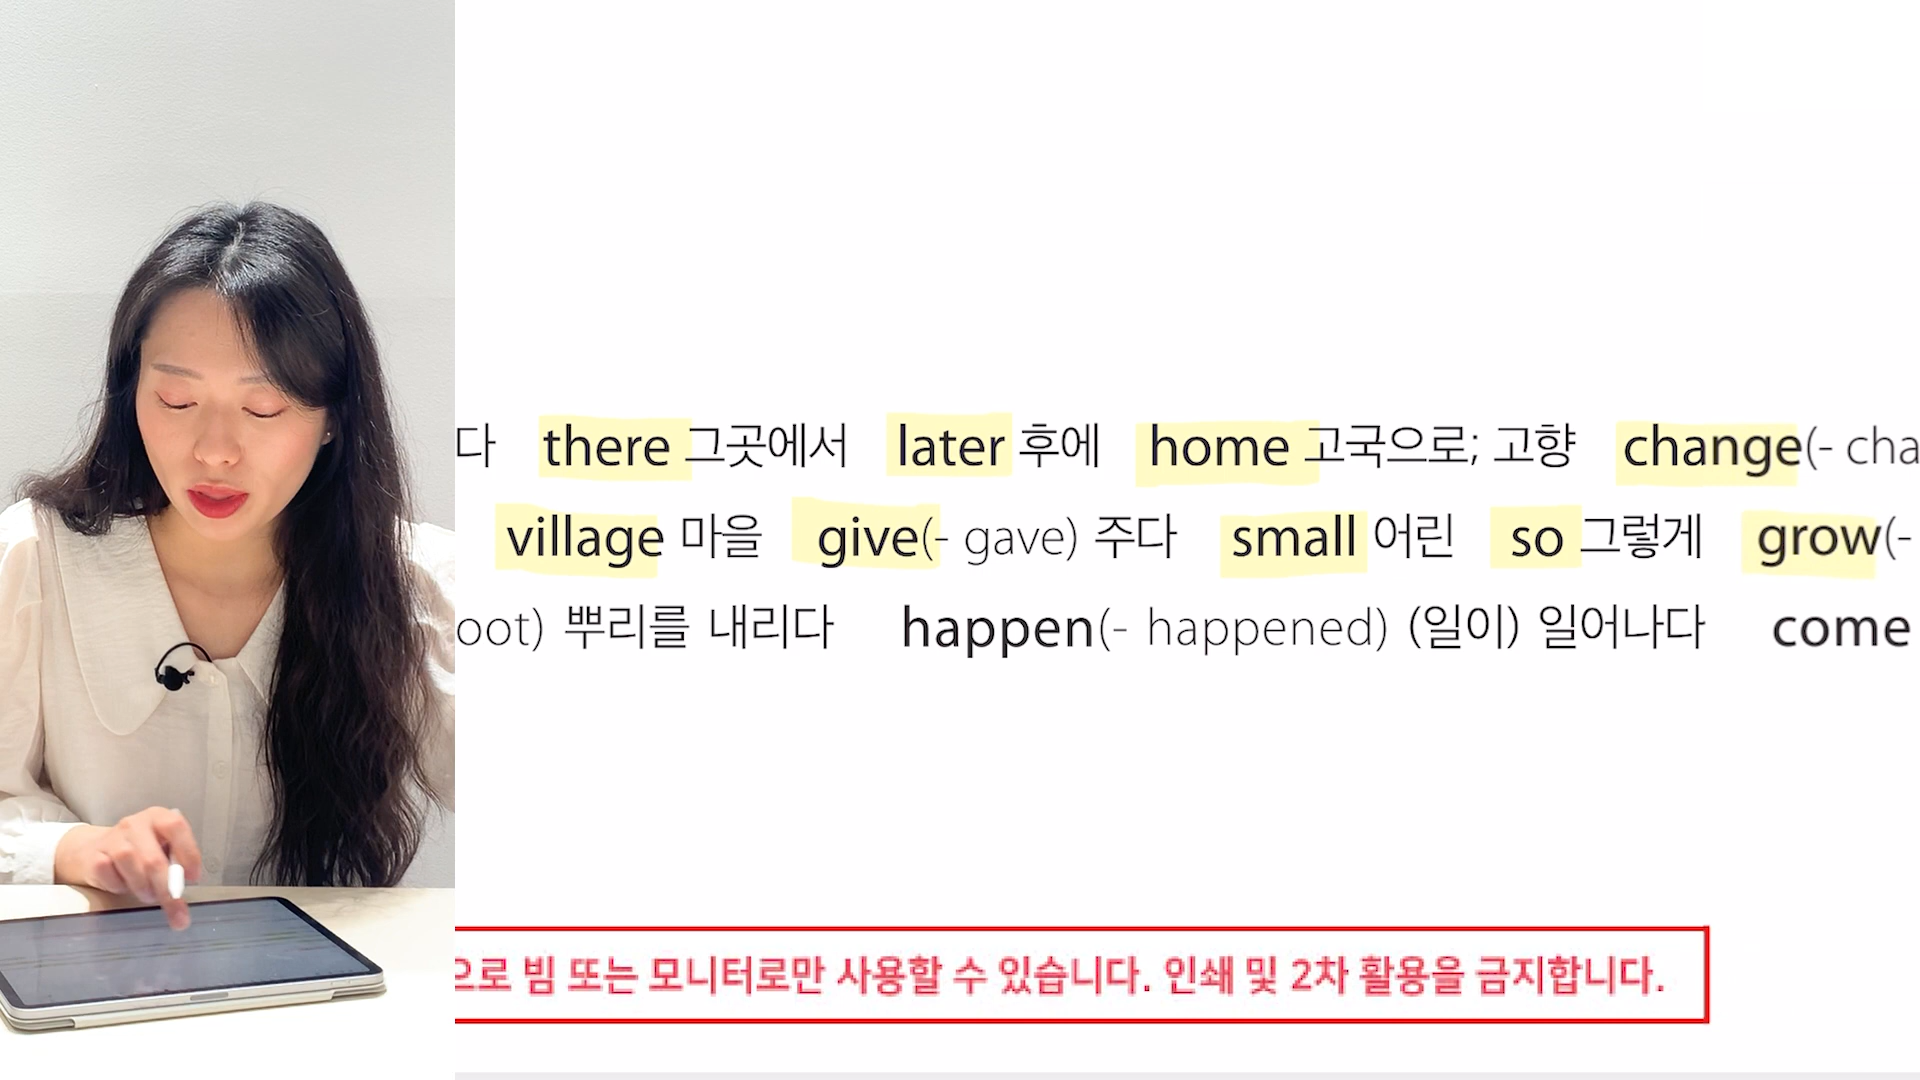 다 there 그곳에서 later 후에 home 고국으로; 고향 change(- cha
village 마을 give(- gave) 주다 small 어린 so 그렇게 grow(-
oot) 뿌리를 내리다 happen(- happened) (일이) 일어나다 come
으로 빔 또는 모니터로만 사용할 수 있습니다. 인쇄 및 2차 활용을 금지합니다.